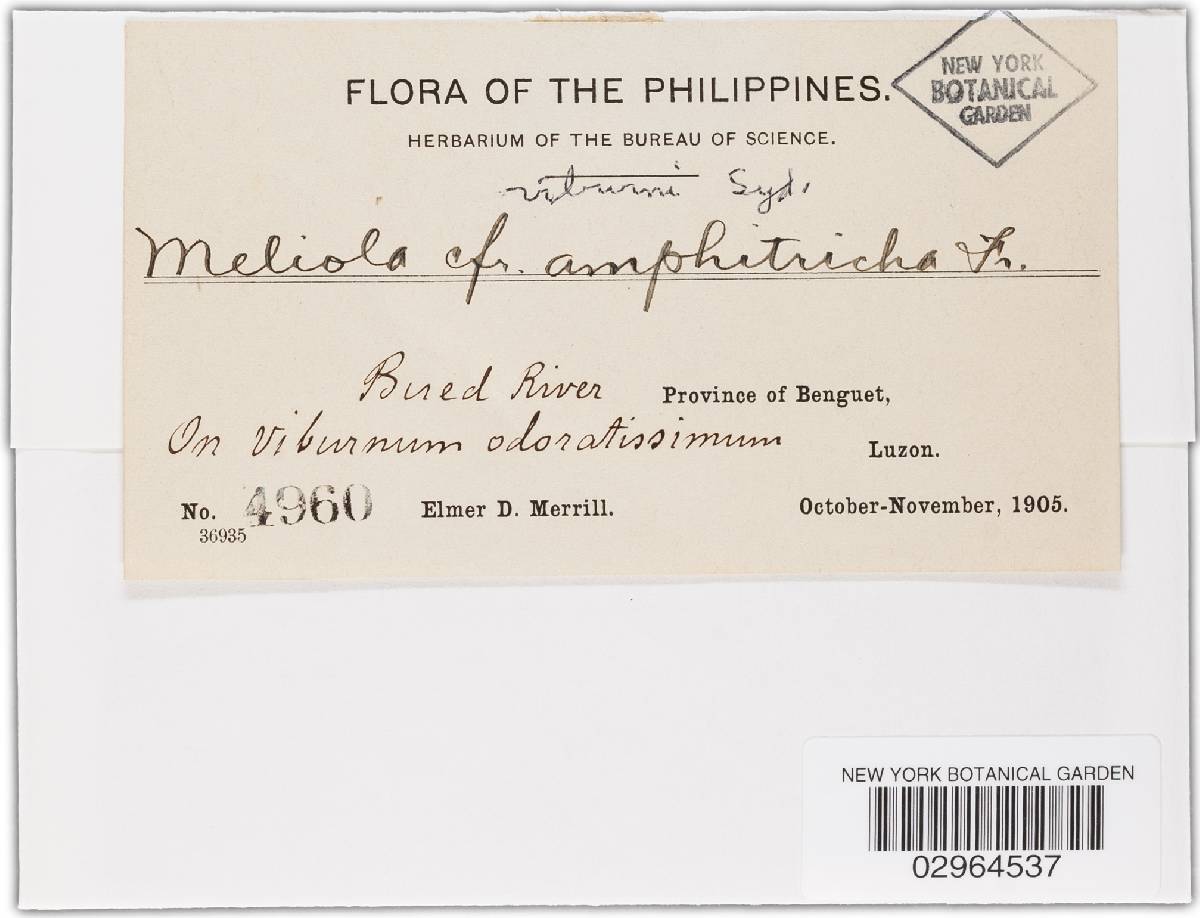 FLORA OF THE PHILIPPINES.
NEW YORK
BOTANICAL
GARDEN
HERBARIUM OF THE BUREAU OF SCIENCE.
viburni Syd.
Meliola cfr. amphitricha Fr.
Bued River Province of Benguet,
On Viburnum odoratissimum Luzon.
No. 4960 Elmer D. Merrill. October-November, 1905.
36935
NEW YORK BOTANICAL GARDEN
02964537